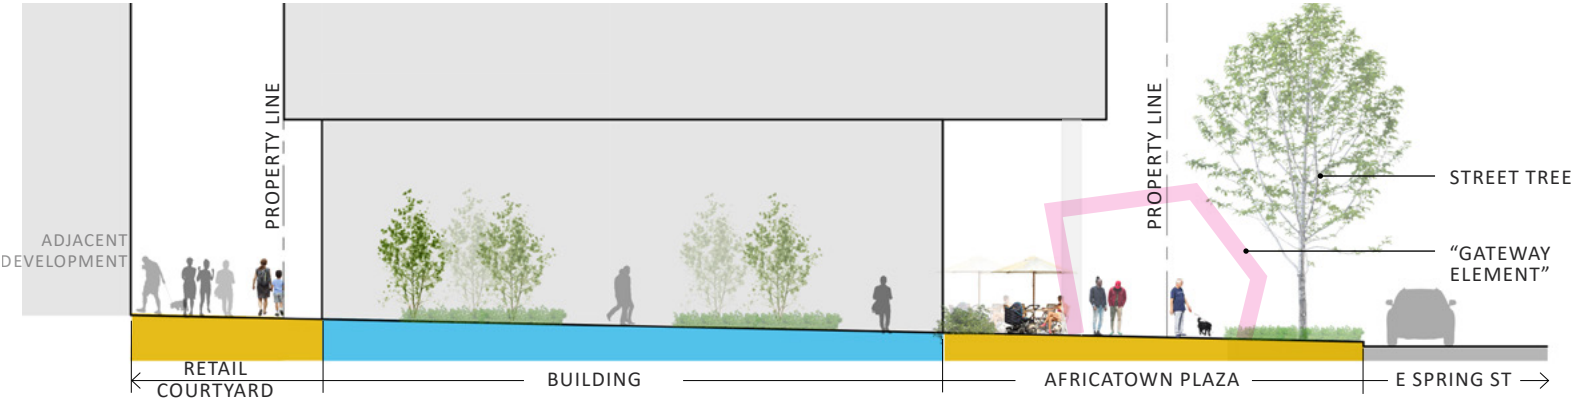 PROPERTY LINE
PROPERTY LINE
STREET TREE
ADJACENT
DEVELOPMENT
“GATEWAY
ELEMENT”
RETAIL
COURTYARD
BUILDING
AFRICATOWN PLAZA
E SPRING ST